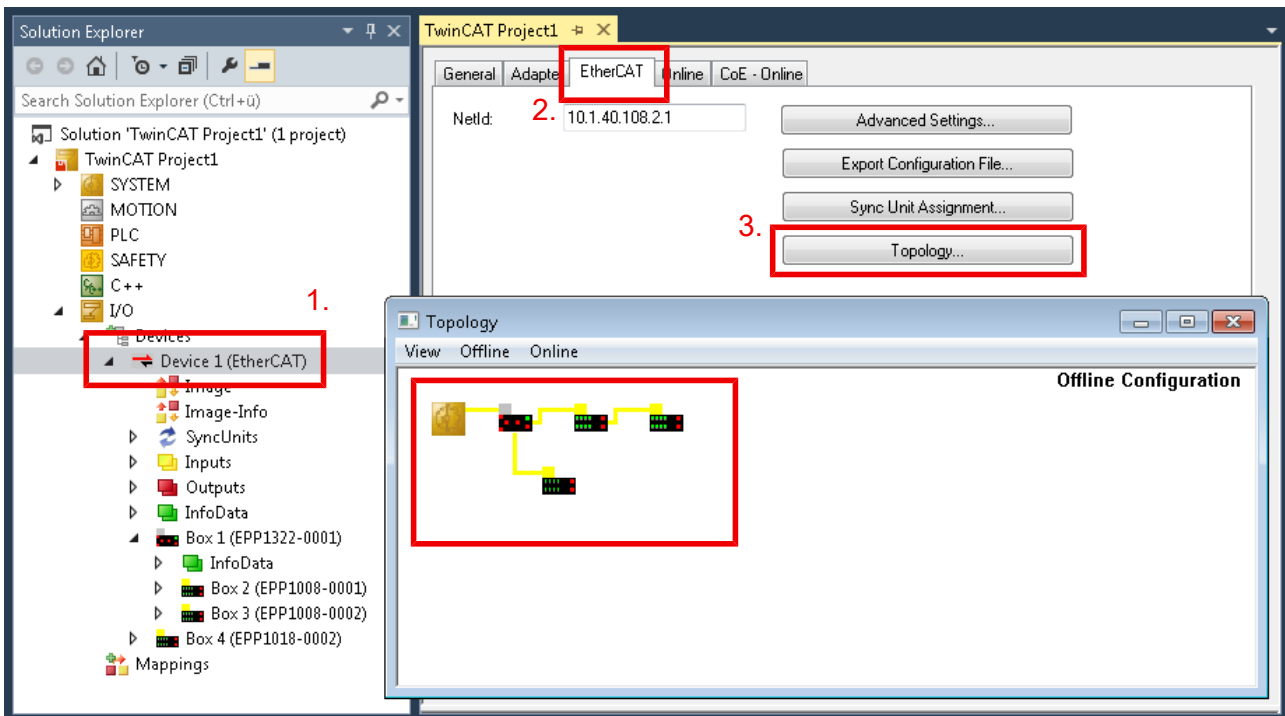 Solution Explorer
Search Solution Explorer (Ctrl+ü)
Solution 'TwinCAT Project1' (1 project)
TwinCAT Project1
SYSTEM
MOTION
PLC
SAFETY
C++
I/O
1.
Devices
Device 1 (EtherCAT)
Image
Image-Info
SyncUnits
Inputs
Outputs
InfoData
Box 1 (EPP1322-0001)
InfoData
Box 2 (EPP1008-0001)
Box 3 (EPP1008-0002)
Box 4 (EPP1018-0002)
Mappings
TwinCAT Project1
General Adapte EtherCAT Online CoE - Online
NetId: 2. 10.1.40.108.2.1
Advanced Settings...
Export Configuration File...
Sync Unit Assignment...
3.
Topology...
Topology
View Offline Online
Offline Configuration